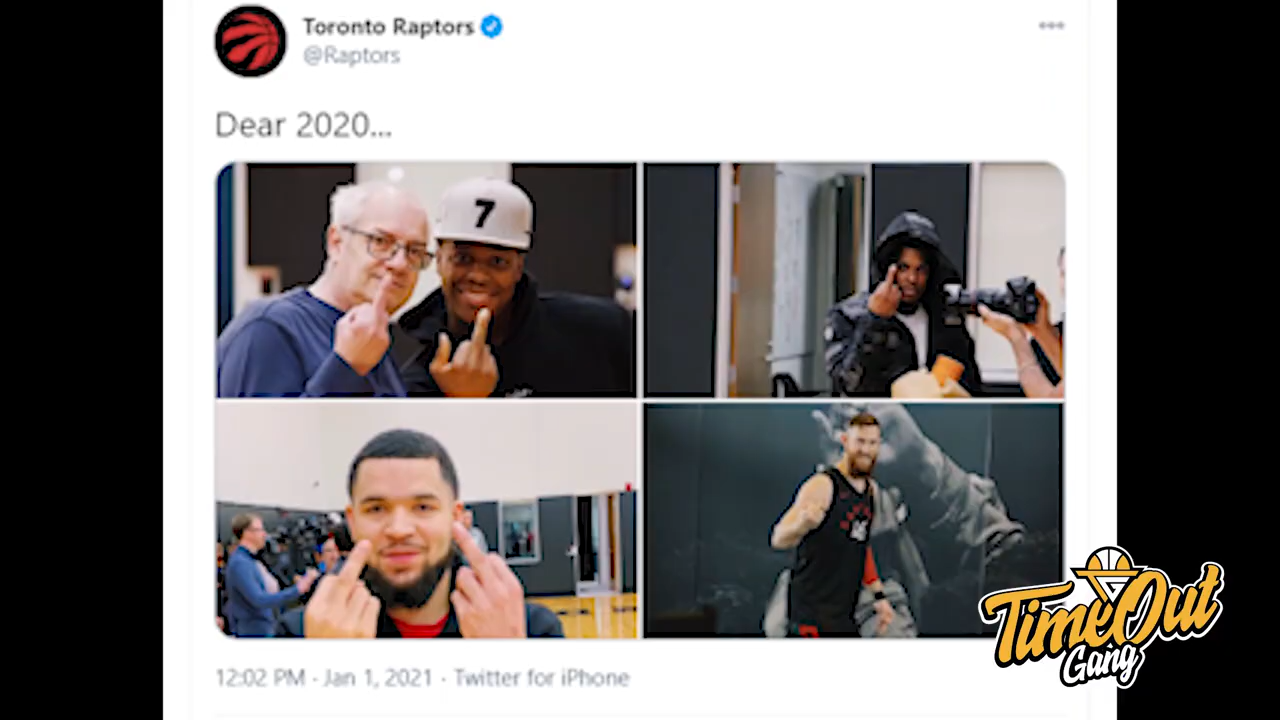 Toronto Raptors
@Raptors
Dear 2020...
7
12:02 PM · Jan 1, 2021 · Twitter for iPhone
TimeOut
Gang